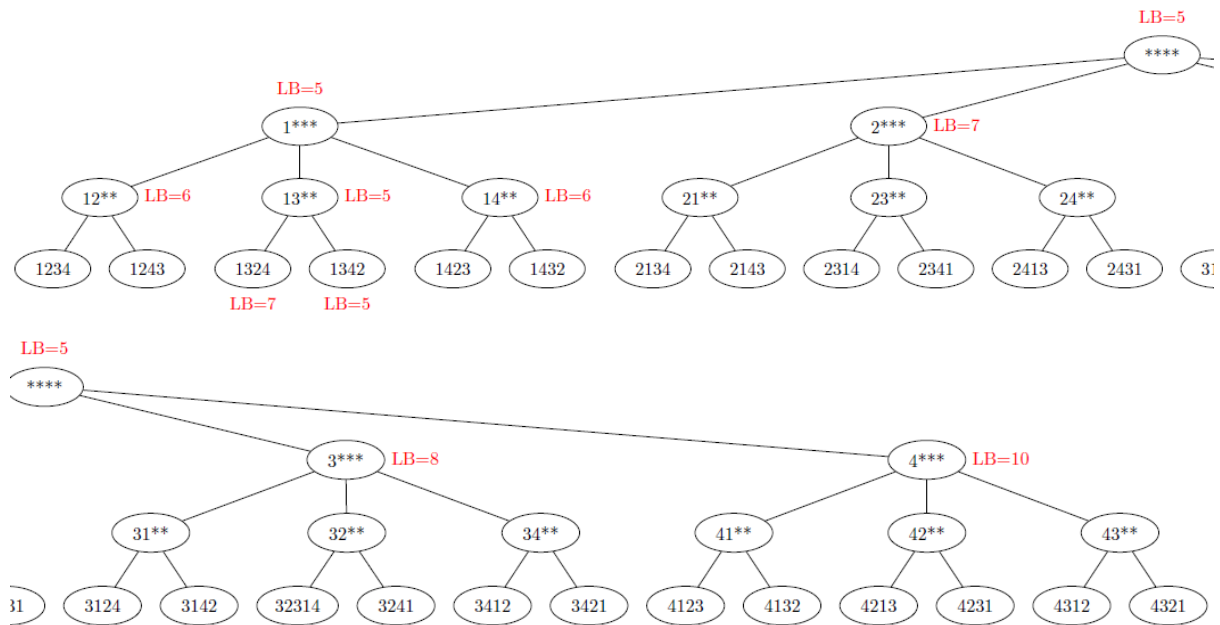 LB=5
****
LB=5
1*** 2*** LB=7
12** LB=6 13** LB=5 14** LB=6 21** 23** 24**
1234 1243 1324 1342 1423 1432 2134 2143 2314 2341 2413 2431 31
LB=7 LB=5
LB=5
****
3*** LB=8 4*** LB=10
31** 32** 34** 41** 42** 43**
31 3124 3142 32314 3241 3412 3421 4123 4132 4213 4231 4312 4321